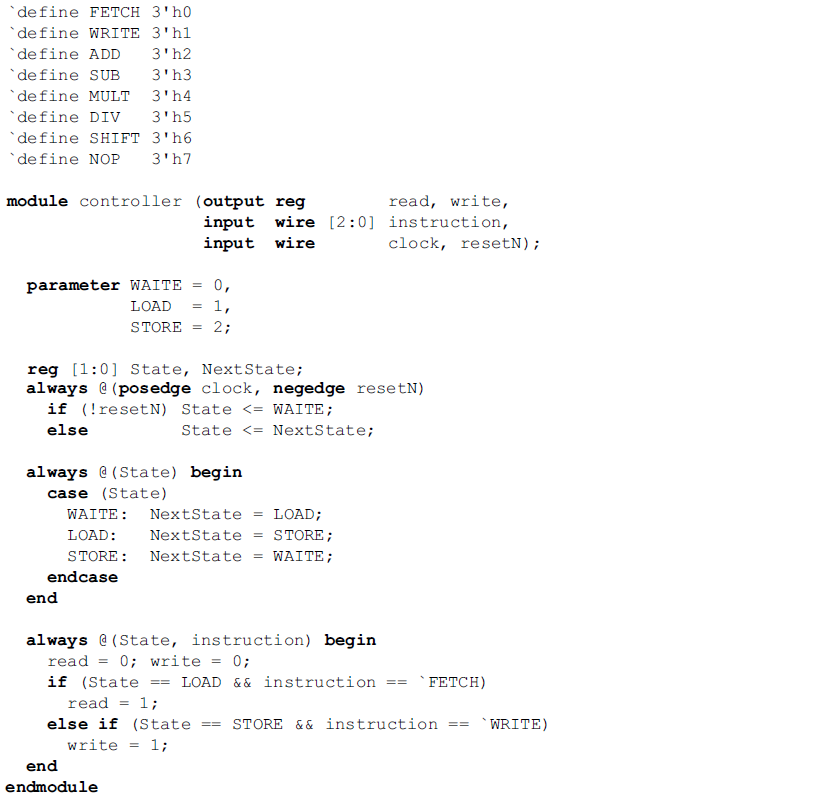 `define FETCH 3'h0
`define WRITE 3'h1
`define ADD   3'h2
`define SUB   3'h3
`define MULT  3'h4
`define DIV   3'h5
`define SHIFT 3'h6
`define NOP   3'h7
module controller (output reg        read, write,
                   input  wire [2:0] instruction,
                   input  wire       clock, resetN);
  parameter WAITE = 0,
            LOAD  = 1,
            STORE = 2;
  reg [1:0] State, NextState;
  always @(posedge clock, negedge resetN)
    if (!resetN) State <= WAITE;
    else         State <= NextState;
  always @(State) begin
    case (State)
      WAITE:  NextState = LOAD;
      LOAD:   NextState = STORE;
      STORE:  NextState = WAITE;
    endcase
  end
  always @(State, instruction) begin
    read = 0; write = 0;
    if (State == LOAD && instruction == `FETCH)
      read = 1;
    else if (State == STORE && instruction == `WRITE)
      write = 1;
  end
endmodule